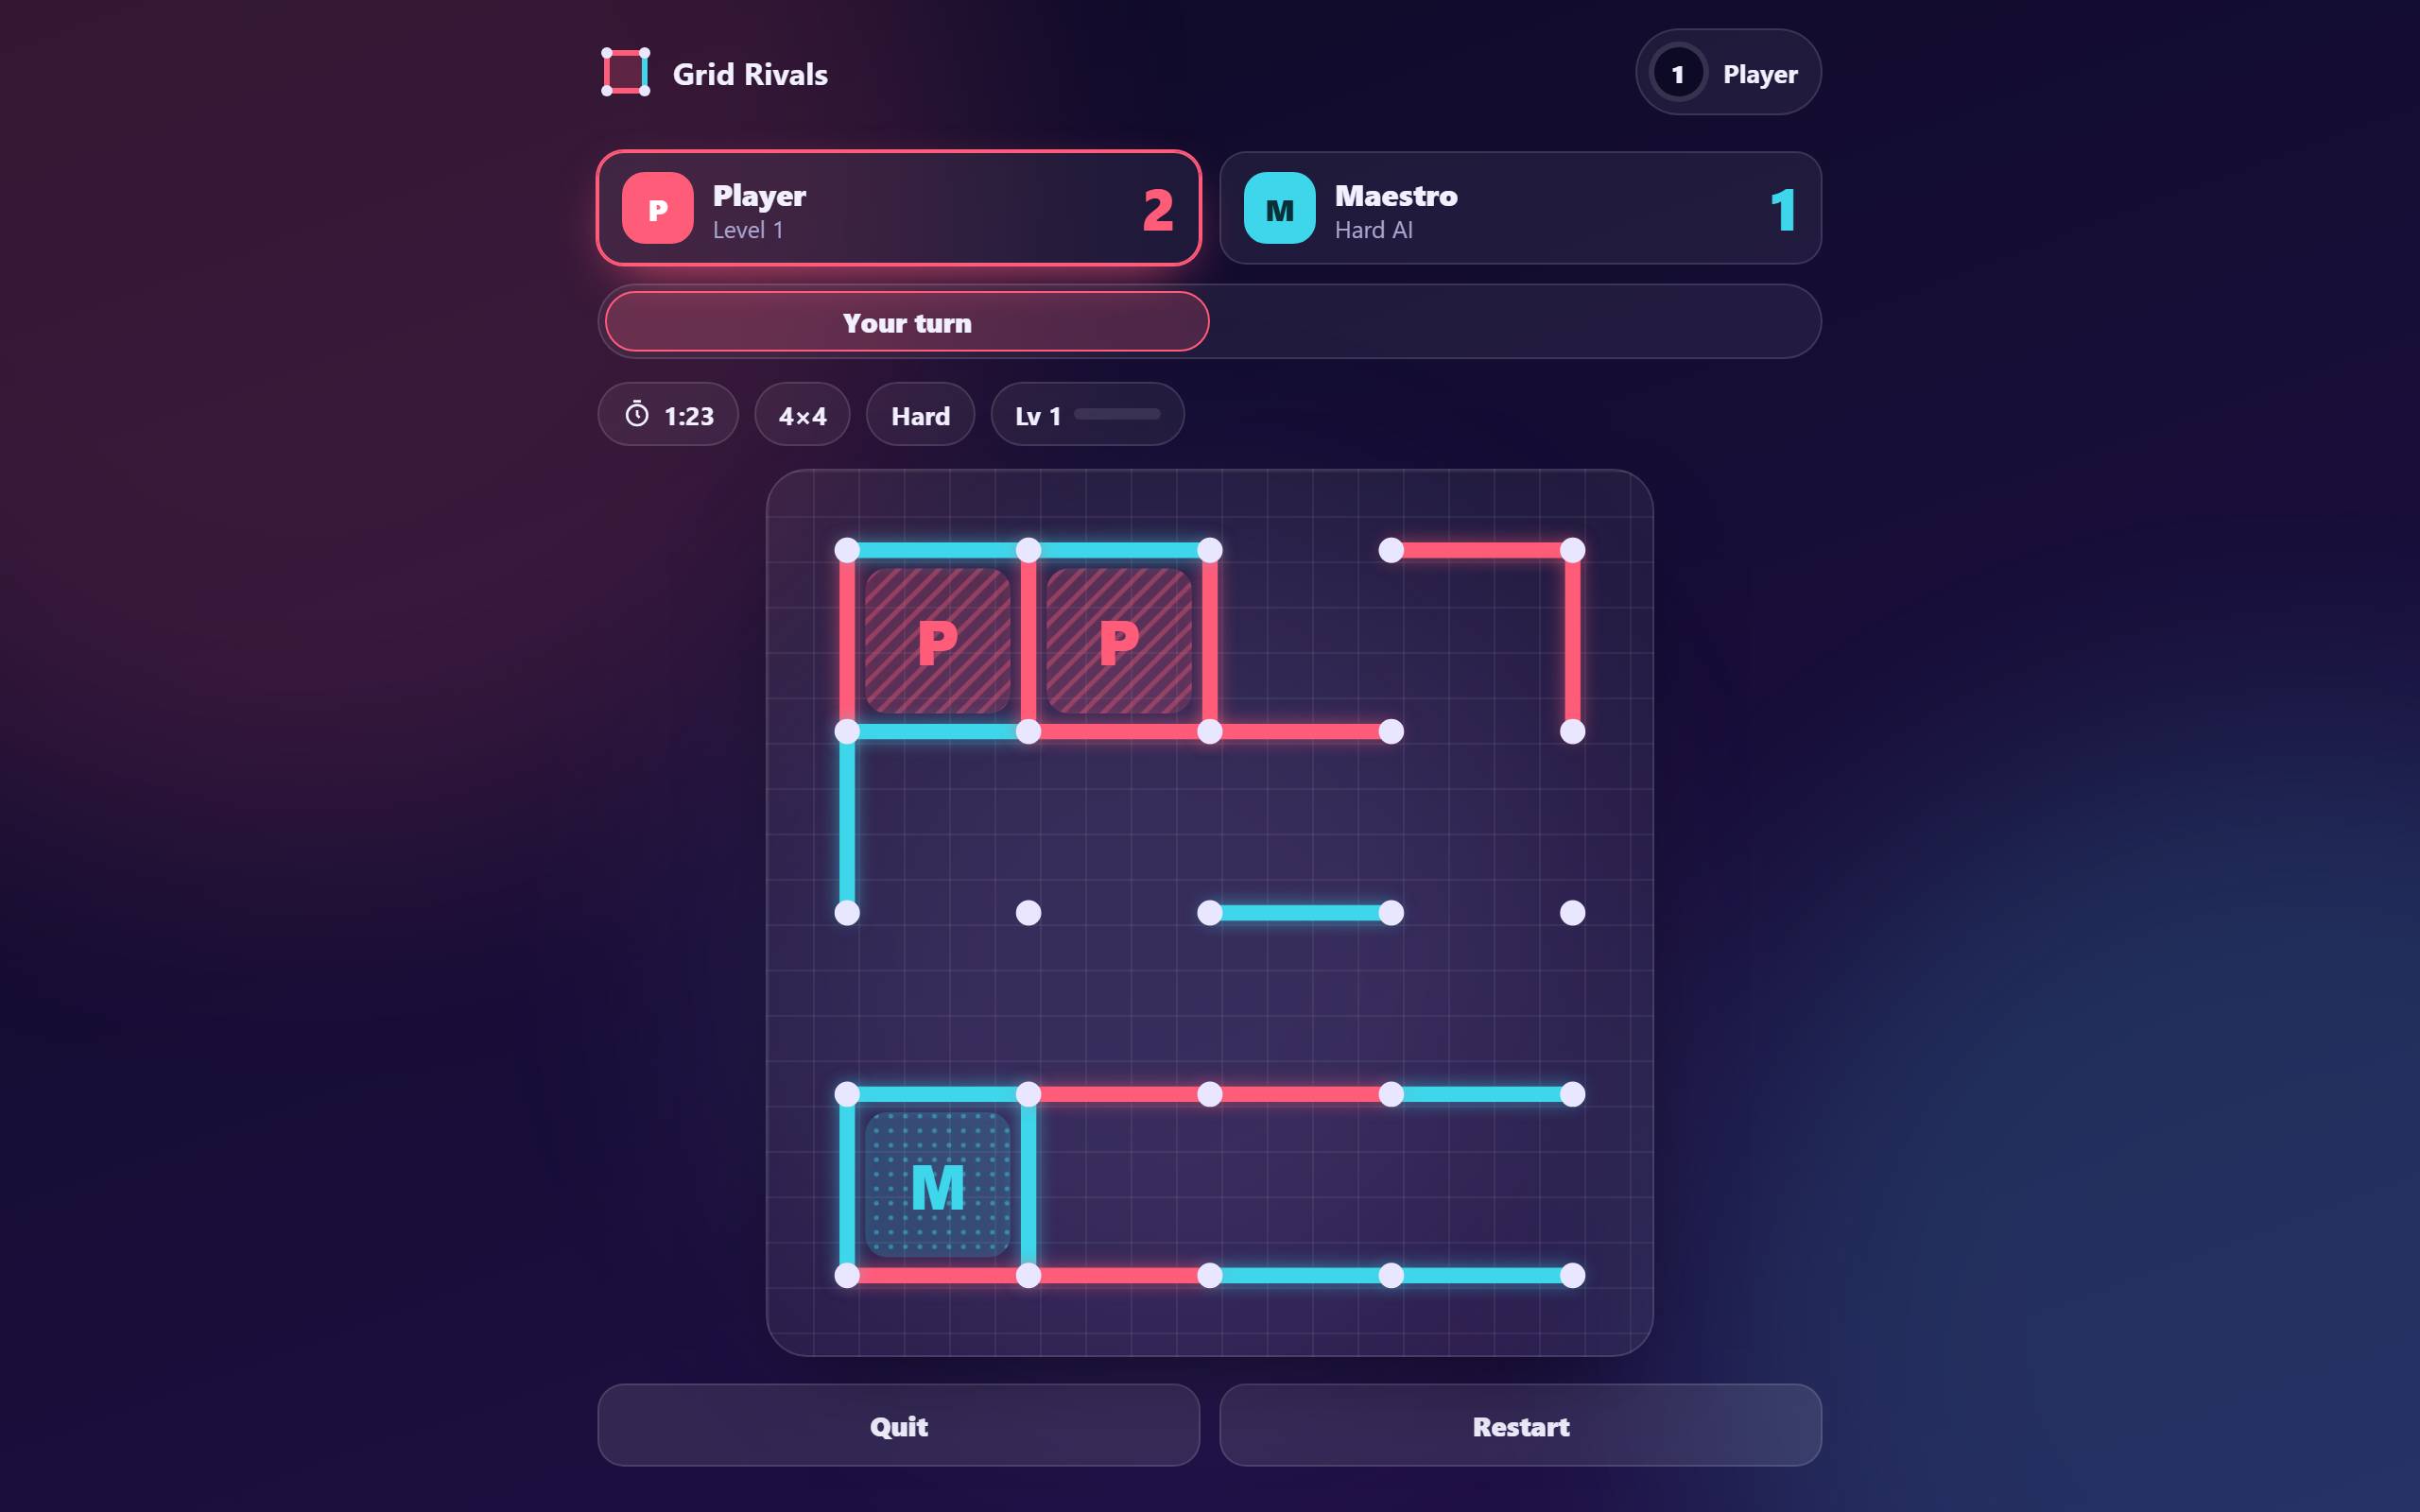 Grid Rivals
1 Player
P Player 2
Level 1
M Maestro 1
Hard AI
Your turn
1:23 4×4 Hard Lv 1
P P
M
Quit Restart